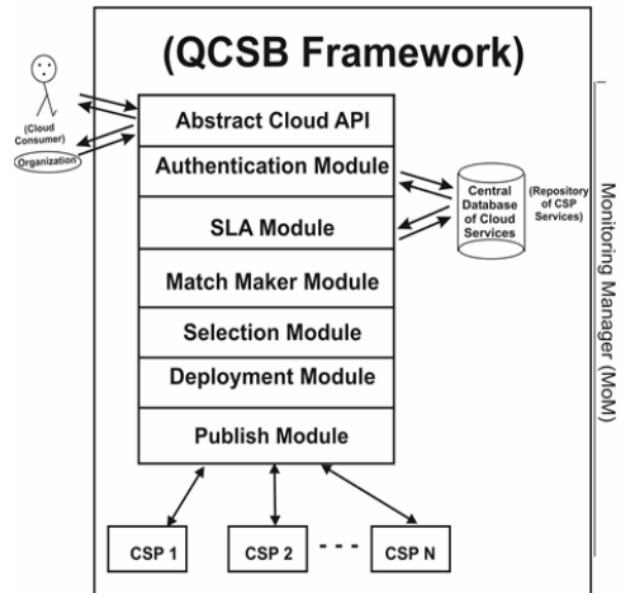 (QCSB Framework)
(Cloud
Consumer)
Organization
Abstract Cloud API
Authentication Module
SLA Module
Match Maker Module
Selection Module
Deployment Module
Publish Module
Central
Database
of Cloud
Services
(Repository
of CSP
Services)
Monitoring Manager (MoM)
CSP 1
CSP 2
- - -
CSP N